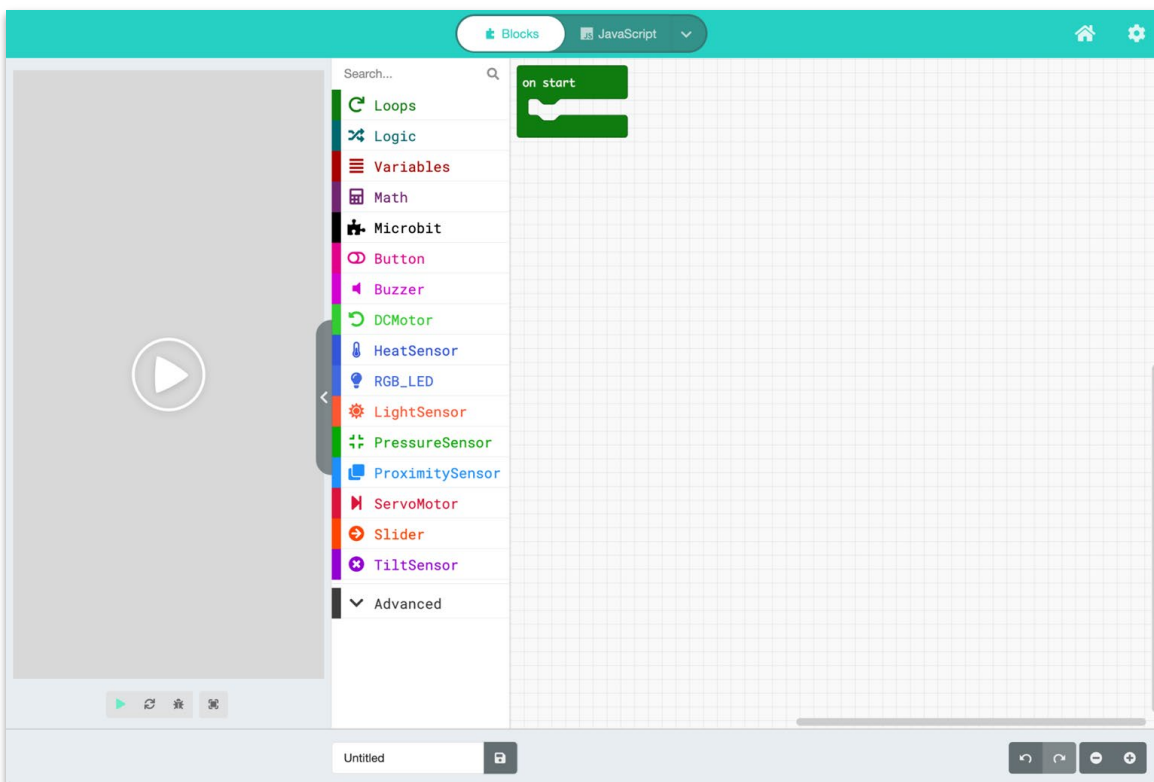 Blocks
JS JavaScript
Search...
Loops
Logic
Variables
Math
Microbit
Button
Buzzer
DCMotor
HeatSensor
RGB_LED
LightSensor
PressureSensor
ProximitySensor
ServoMotor
Slider
TiltSensor
Advanced
on start
Untitled